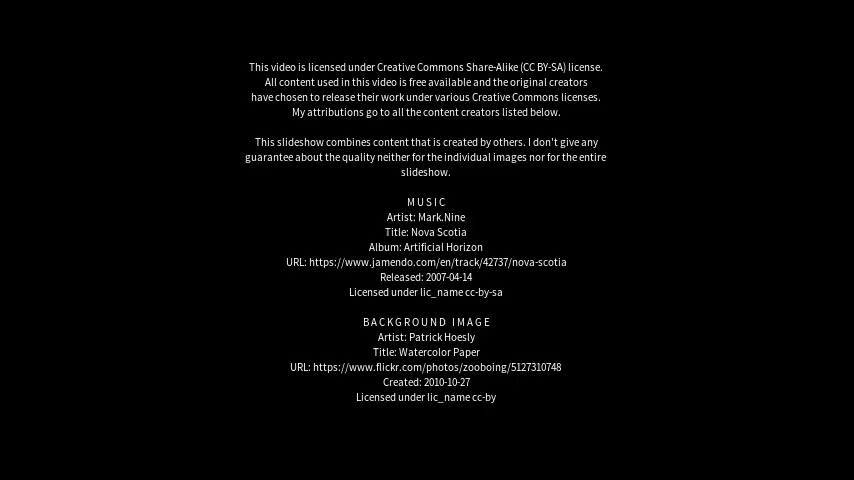 This video is licensed under Creative Commons Share-Alike (CC BY-SA) license.
All content used in this video is free available and the original creators
have chosen to release their work under various Creative Commons licenses.
My attributions go to all the content creators listed below.
This slideshow combines content that is created by others. I don't give any
guarantee about the quality neither for the individual images nor for the entire
slideshow.
MUSIC
Artist: Mark.Nine
Title: Nova Scotia
Album: Artificial Horizon
URL: https://www.jamendo.com/en/track/42737/nova-scotia
Released: 2007-04-14
Licensed under lic_name cc-by-sa
BACKGROUND IMAGE
Artist: Patrick Hoesly
Title: Watercolor Paper
URL: https://www.flickr.com/photos/zooboing/5127310748
Created: 2010-10-27
Licensed under lic_name cc-by